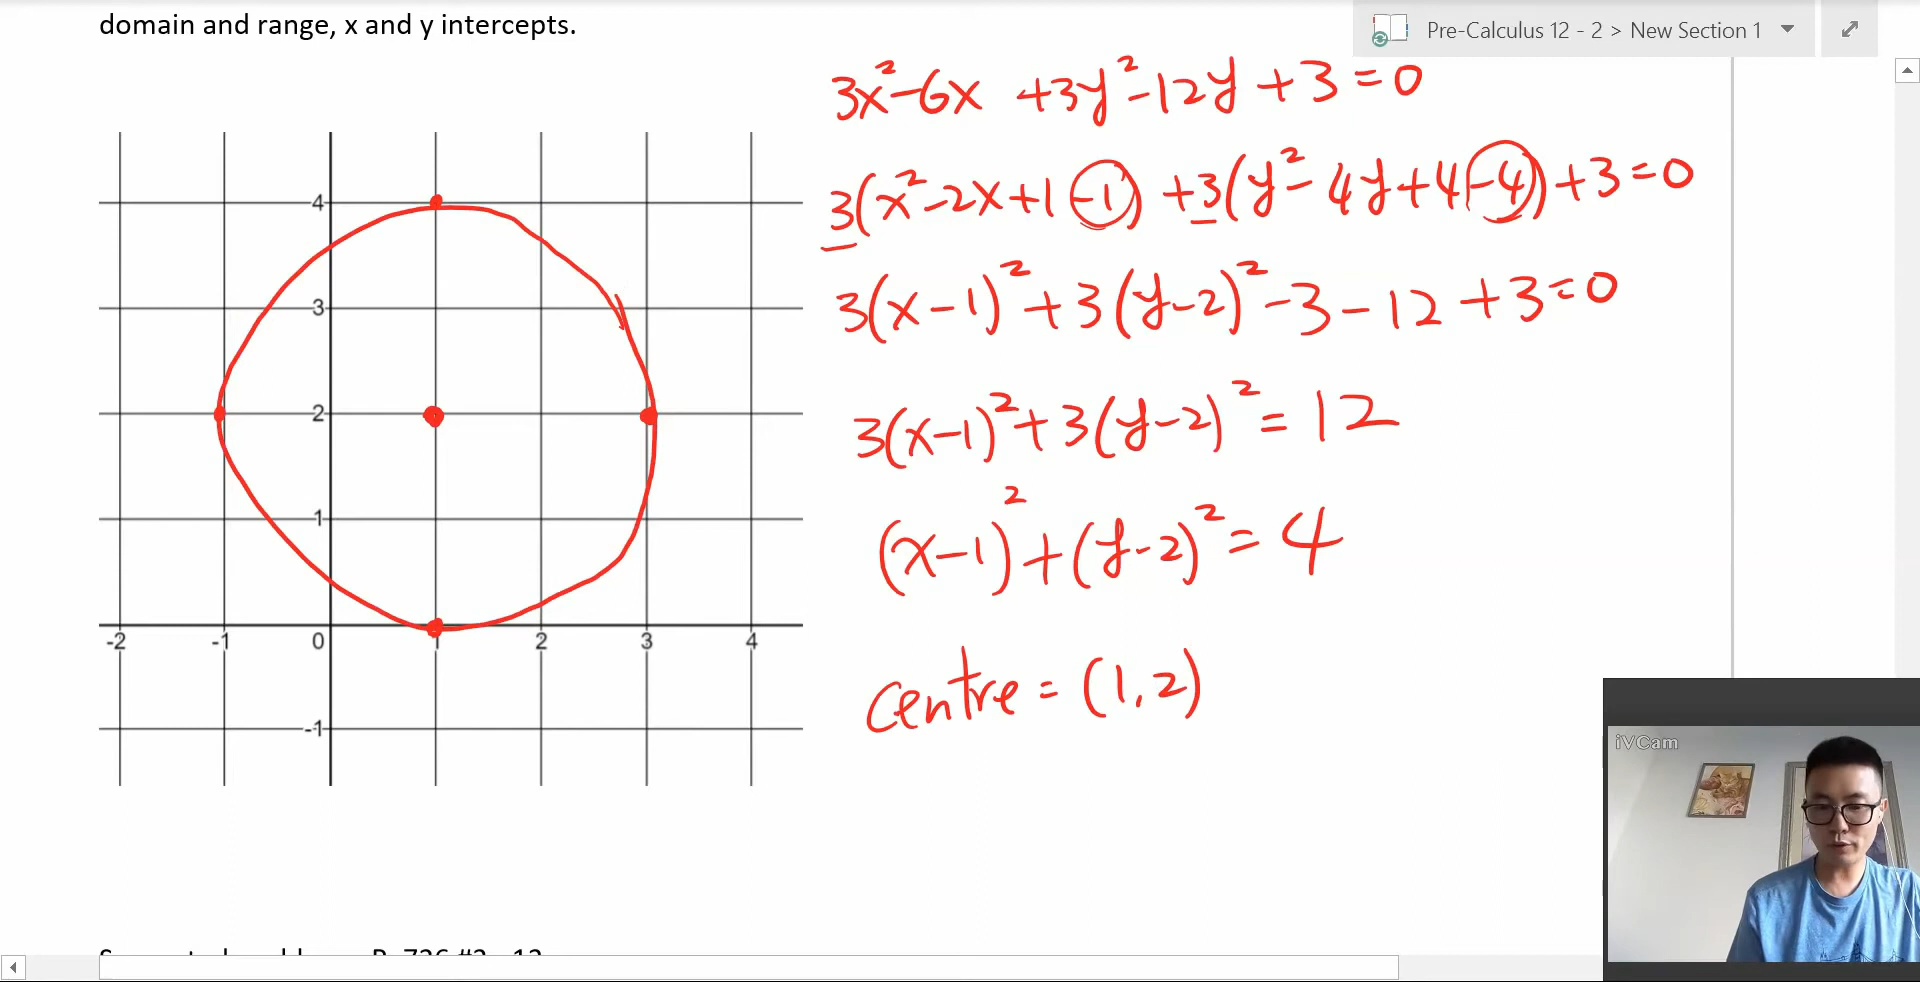 domain and range, x and y intercepts.
Pre-Calculus 12 - 2 > New Section 1
3x²-6x +3y²-12y+3=0
3(x²-2x+1-1) +3(y²-4y+4-4)+3=0
3(x-1)²+3(y-2)²-3-12+3=0
3(x-1)²+3(y-2)²=12
(x-1)²+(y-2)²=4
centre=(1,2)
4
3
2
1
-2 -1 0 1 2 3 4
-1
iVCam